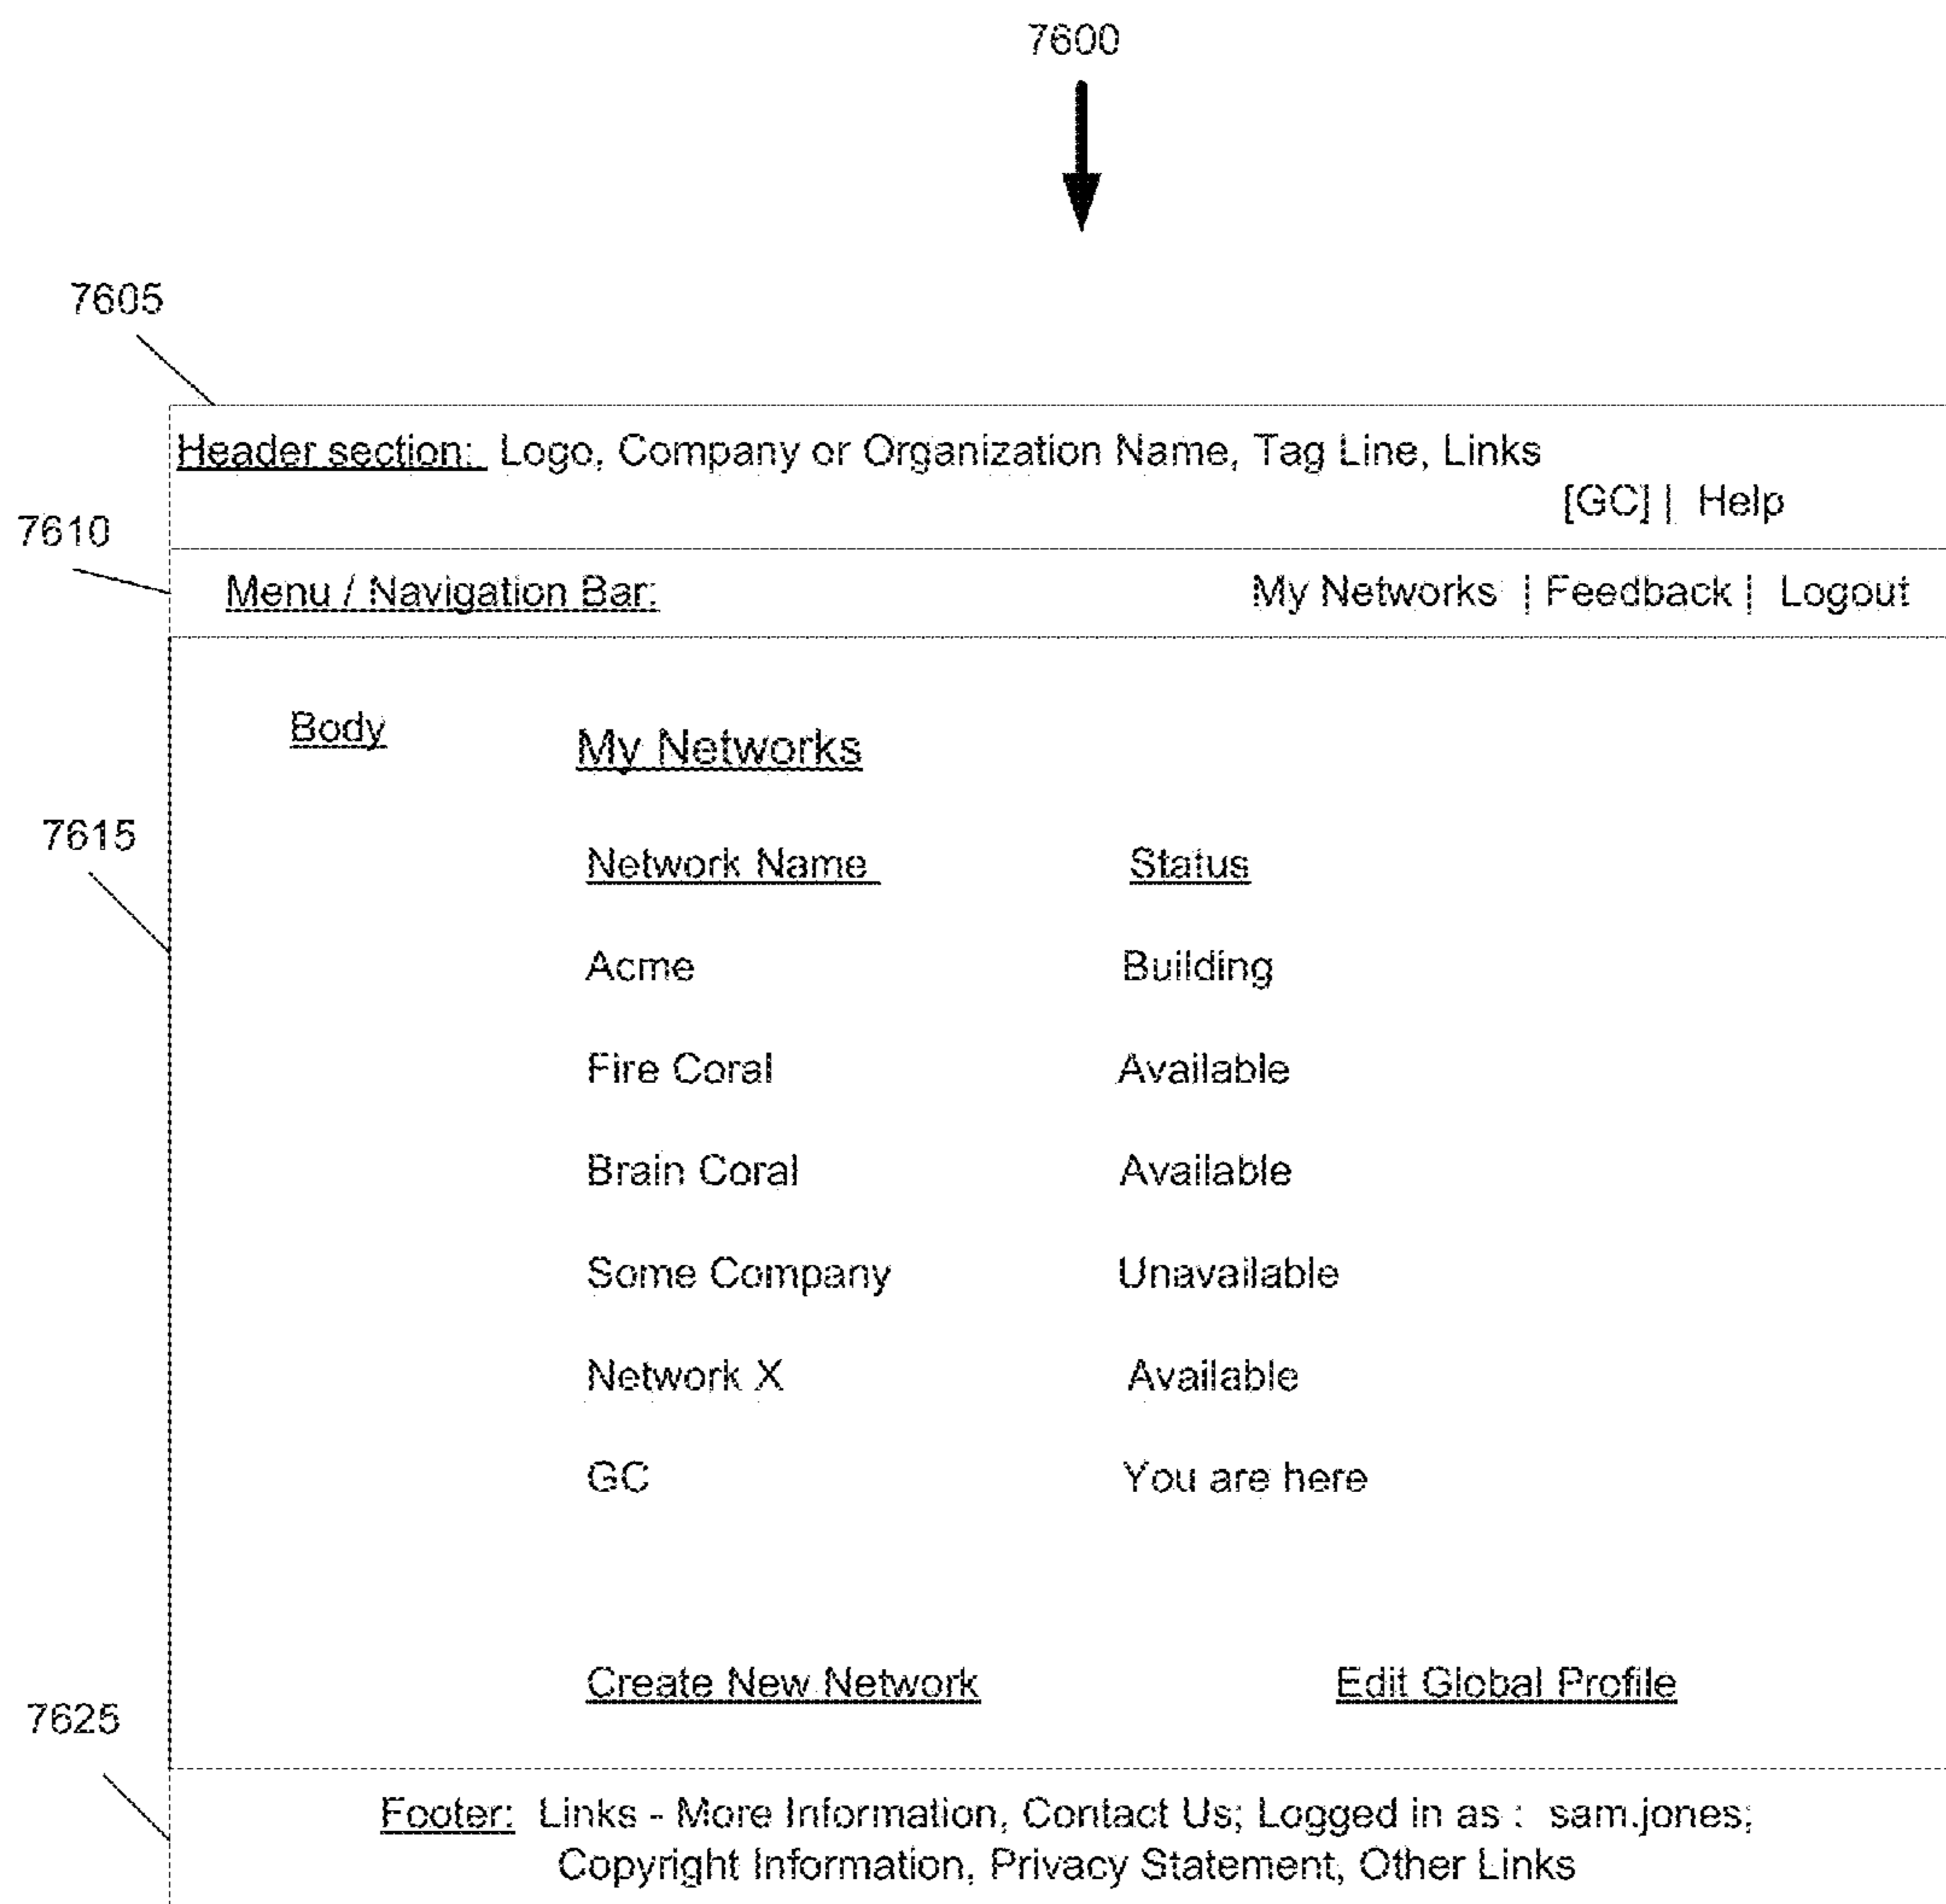 7600
7605
Header section: Logo, Company or Organization Name, Tag Line, Links
[GC] | Help
7610
Menu / Navigation Bar: My Networks | Feedback | Logout
Body
My Networks
7615
Network Name Status
Acme Building
Fire Coral Available
Brain Coral Available
Some Company Unavailable
Network X Available
GC You are here
Create New Network Edit Global Profile
7625
Footer: Links - More Information, Contact Us; Logged in as : sam.jones;
Copyright Information, Privacy Statement, Other Links